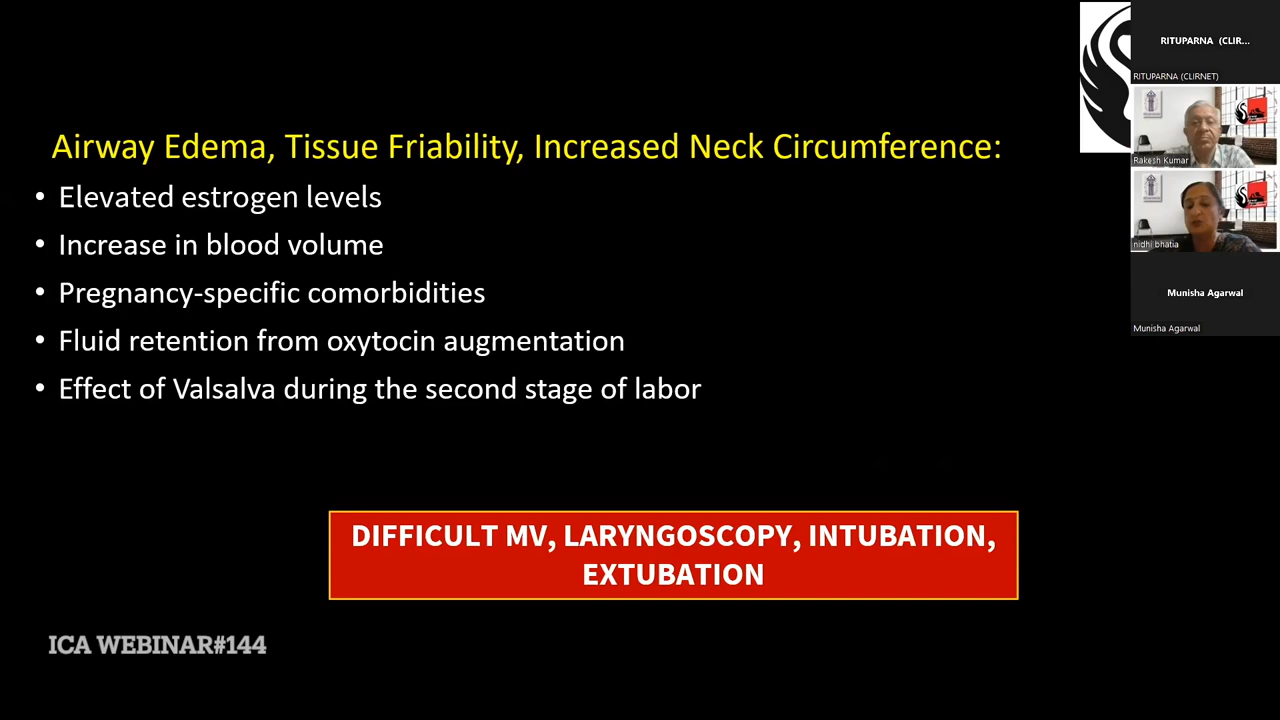 Airway Edema, Tissue Friability, Increased Neck Circumference:
• Elevated estrogen levels
• Increase in blood volume
• Pregnancy-specific comorbidities
• Fluid retention from oxytocin augmentation
• Effect of Valsalva during the second stage of labor
DIFFICULT MV, LARYNGOSCOPY, INTUBATION,
EXTUBATION
ICA WEBINAR#144
RITUPARNA (CLIR...
RITUPARNA (CLIRNET)
Rakesh Kumar
nidhi bhatia
Munisha Agarwal
Munisha Agarwal